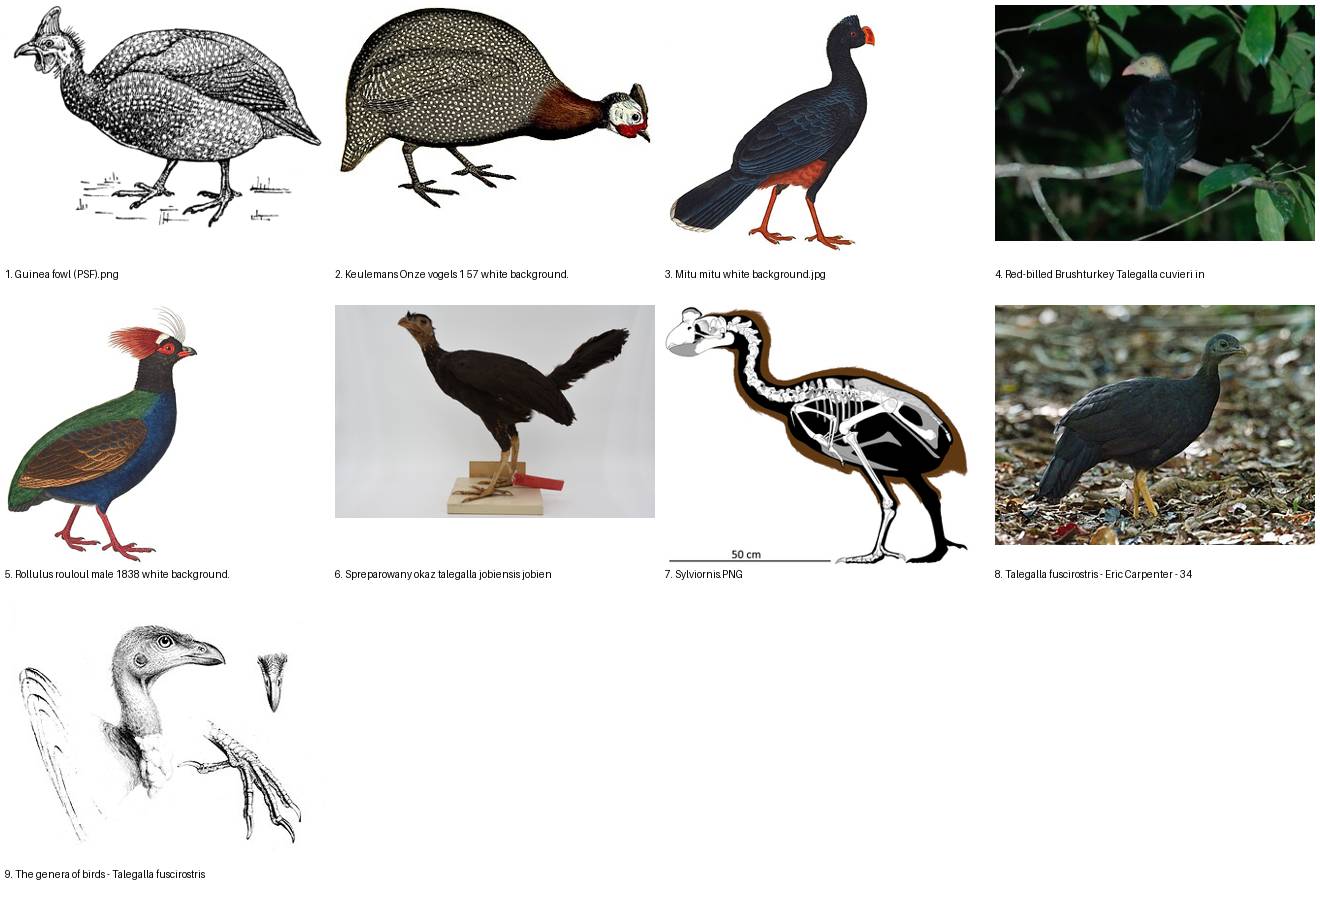 1. Guinea fowl (PSF).png
2. Keulemans Onze vogels 1 57 white background.
3. Mitu mitu white background.jpg
4. Red-billed Brushturkey Talegalla cuvieri in
5. Rollulus rouloul male 1838 white background.
6. Spreparowany okaz talegalla jobiensis jobien
50 cm
7. Sylviornis.PNG
8. Talegalla fuscirostris - Eric Carpenter - 34
9. The genera of birds - Talegalla fuscirostris